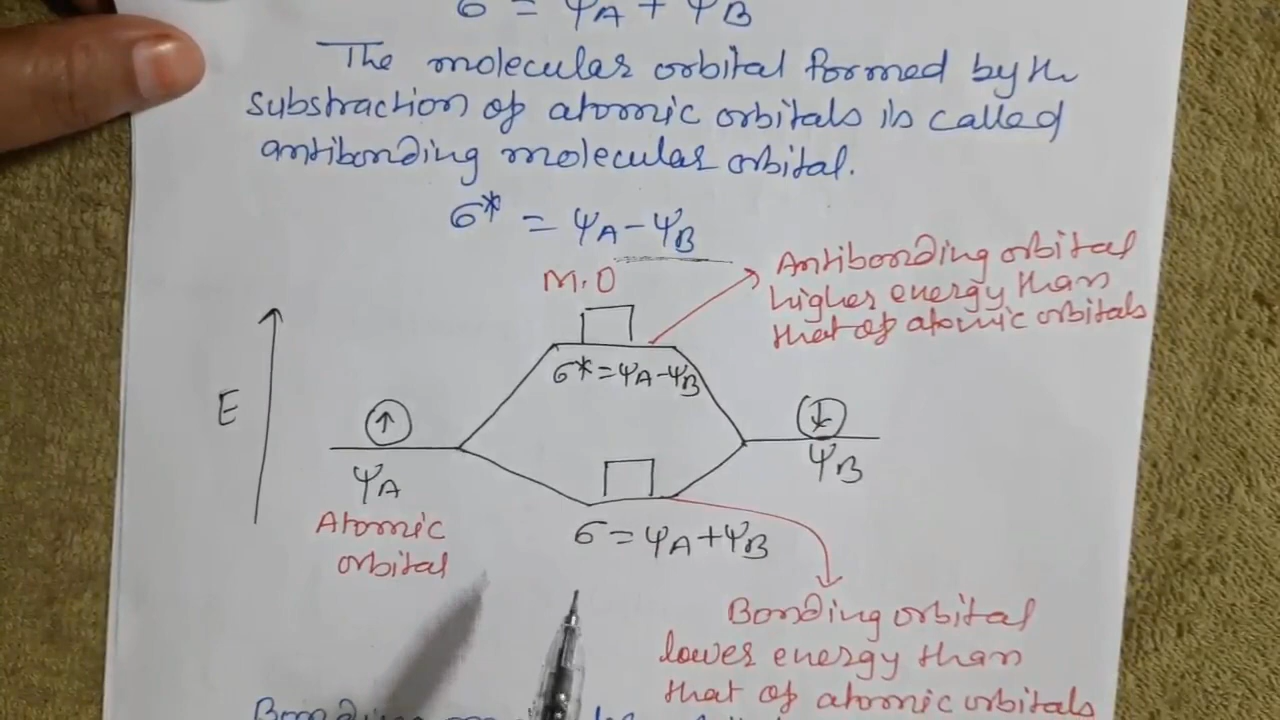 σ = ψA + ψB
The molecular orbital formed by the
substraction of atomic orbitals is called
antibonding molecular orbital.
σ* = ψA - ψB
M.O
Antibonding orbital
higher energy than
that of atomic orbitals
σ* = ψA - ψB
E
↑
↓
ψA
ψB
Atomic
orbital
σ = ψA + ψB
Bonding orbital
lower energy than
that of atomic orbitals